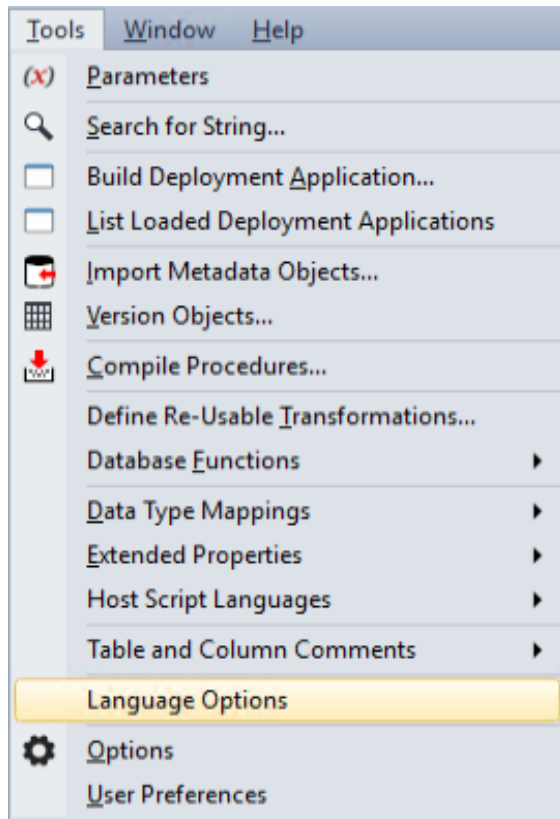 Tools Window Help
(x) Parameters
Search for String...
Build Deployment Application...
List Loaded Deployment Applications
Import Metadata Objects...
Version Objects...
Compile Procedures...
Define Re-Usable Transformations...
Database Functions
Data Type Mappings
Extended Properties
Host Script Languages
Table and Column Comments
Language Options
Options
User Preferences